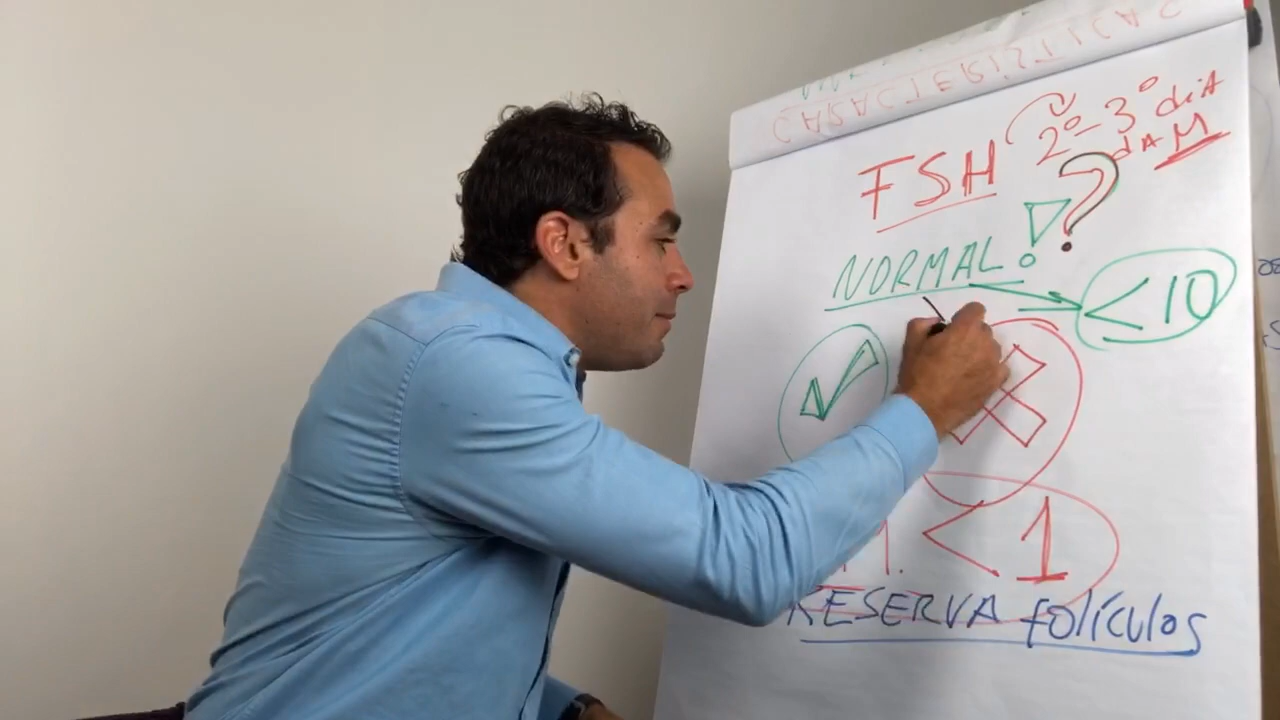 CARACTERÍSTICAS
2º-3º diA
dA M
FSH
?
NORMAL!
<10
< 1
RESERVA folículos